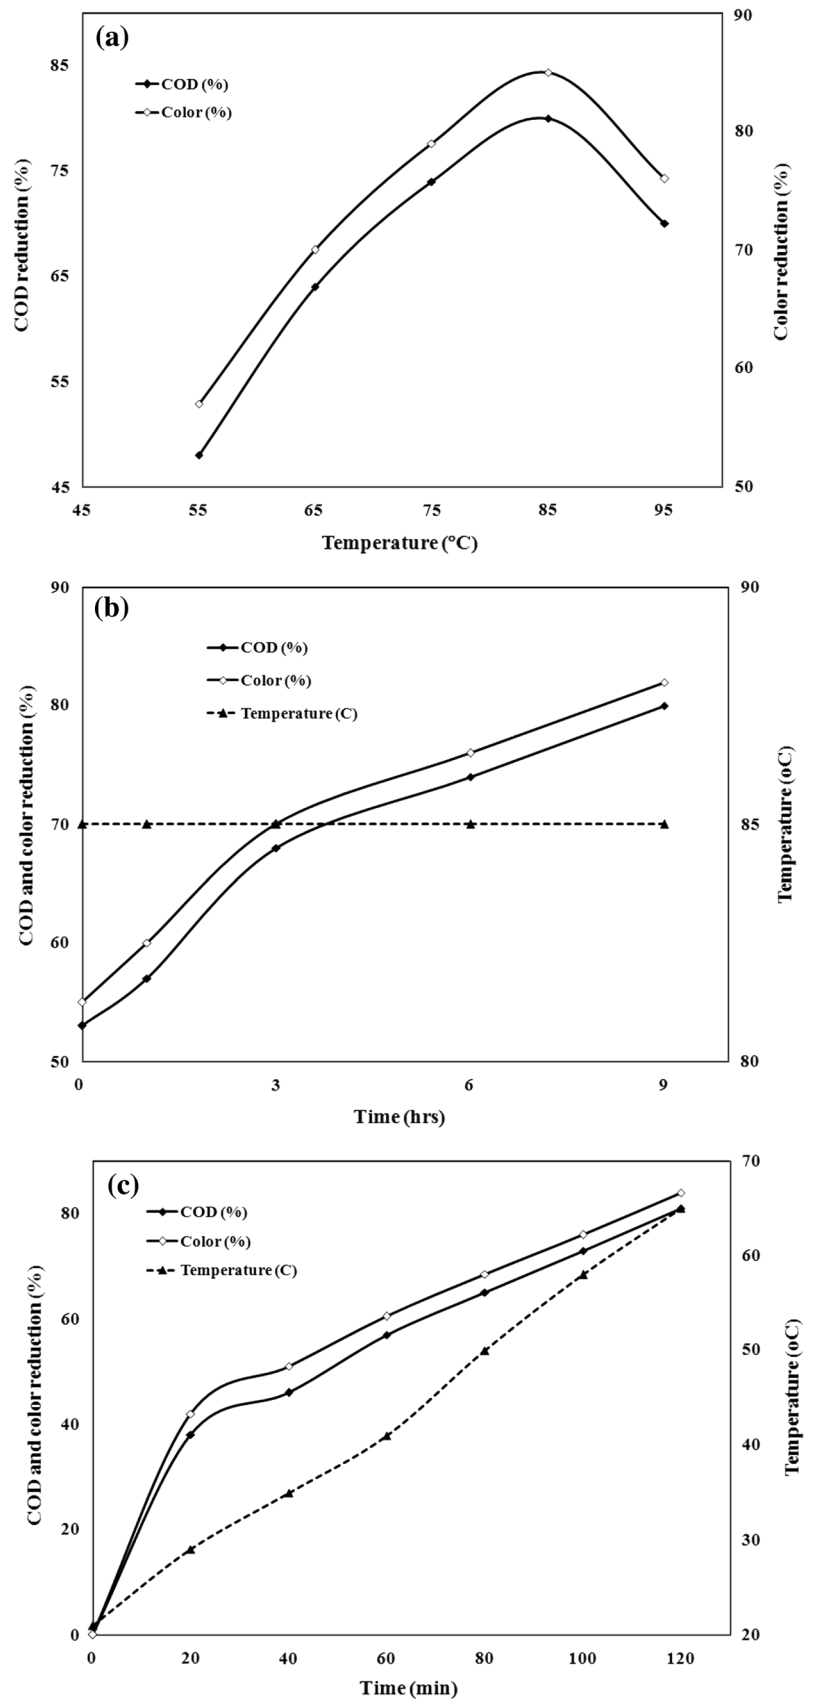 (a)
90
85
COD (%)
Color (%)
80
75
70
65
60
55
45
50
45
55
65
75
85
95
COD reduction (%)
Color reduction (%)
Temperature (°C)
(b)
90
90
COD (%)
Color (%)
Temperature (C)
80
70
85
60
50
80
0
3
6
9
COD and color reduction (%)
Temperature (oC)
Time (hrs)
(c)
70
COD (%)
Color (%)
Temperature (C)
80
60
60
50
40
40
20
30
0
20
0
20
40
60
80
100
120
COD and color reduction (%)
Temperature (oC)
Time (min)